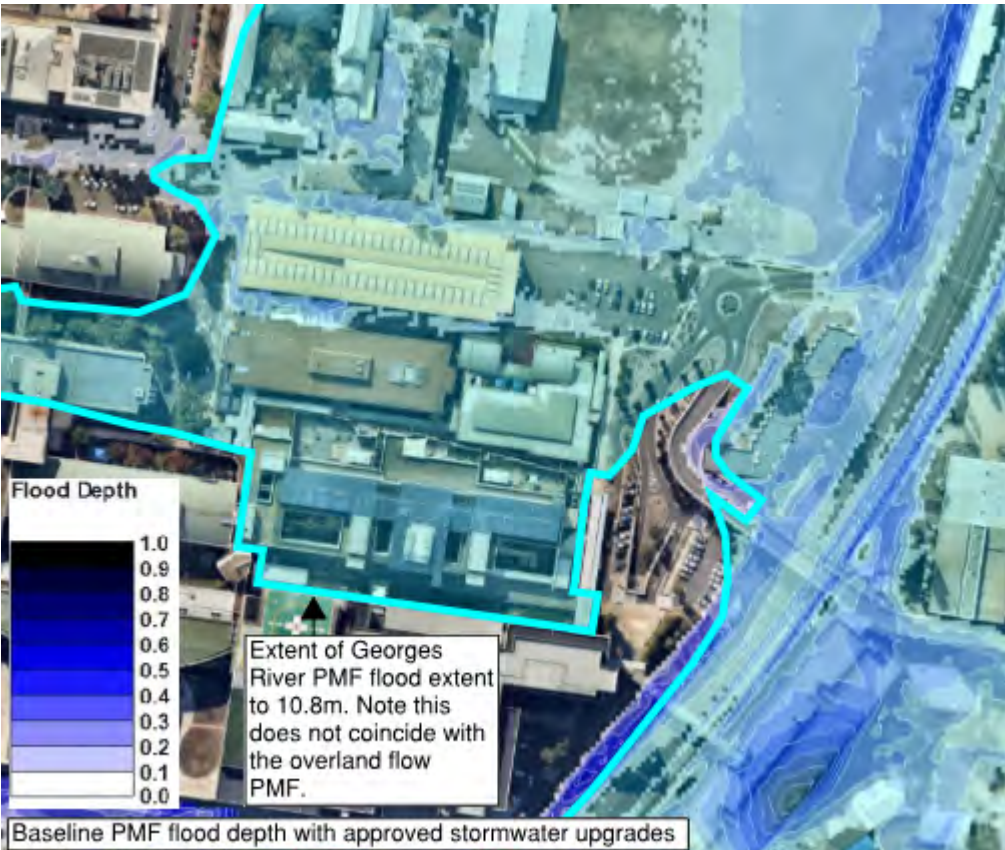 Flood Depth
1.0
0.9
0.8
0.7
0.6
0.5
0.4
0.3
0.2
0.1
0.0
Extent of Georges
River PMF flood extent
to 10.8m. Note this
does not coincide with
the overland flow
PMF.
Baseline PMF flood depth with approved stormwater upgrades